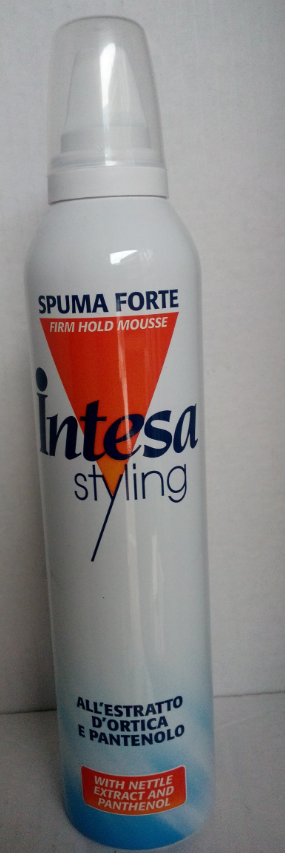 SPUMA FORTE
FIRM HOLD MOUSSE
Intesa
styling
ALL'ESTRATTO
D'ORTICA
E PANTENOLO
WITH NETTLE
EXTRACT AND
PANTHENOL